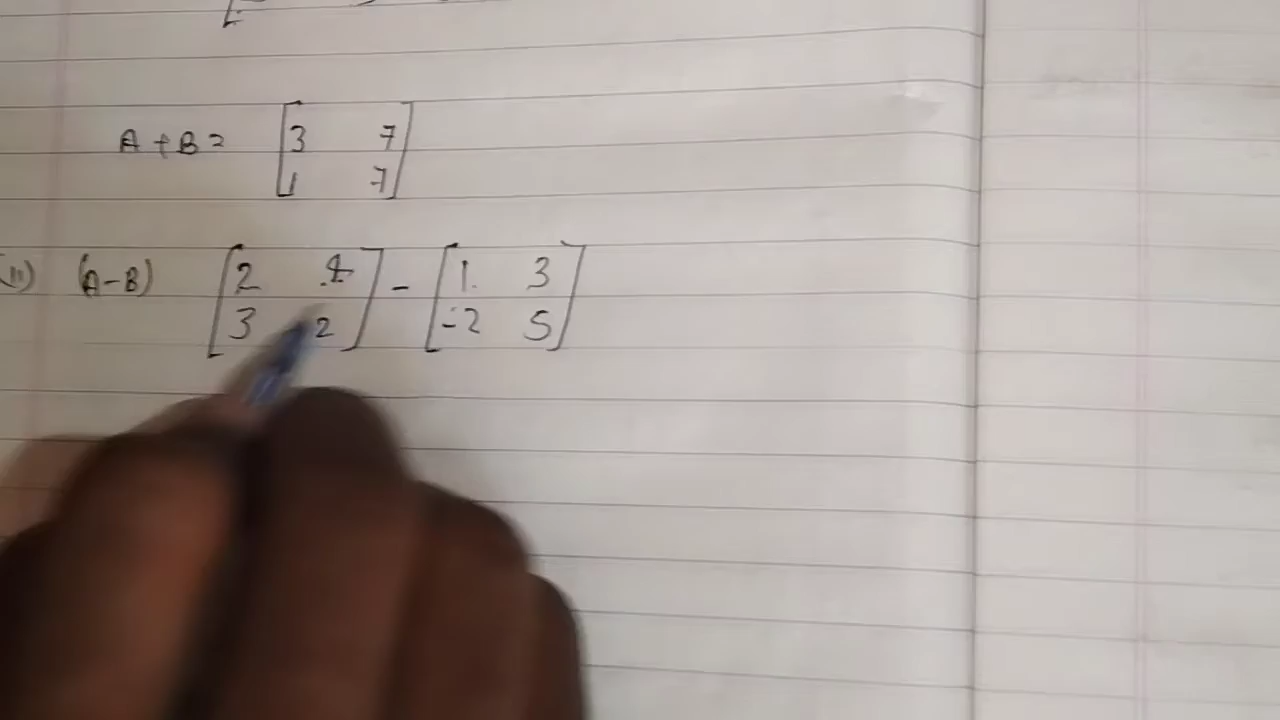 A + B = [3 7
1 7]
(ii) (A-B) [2 4 - [1 3
3 2] -2 5]